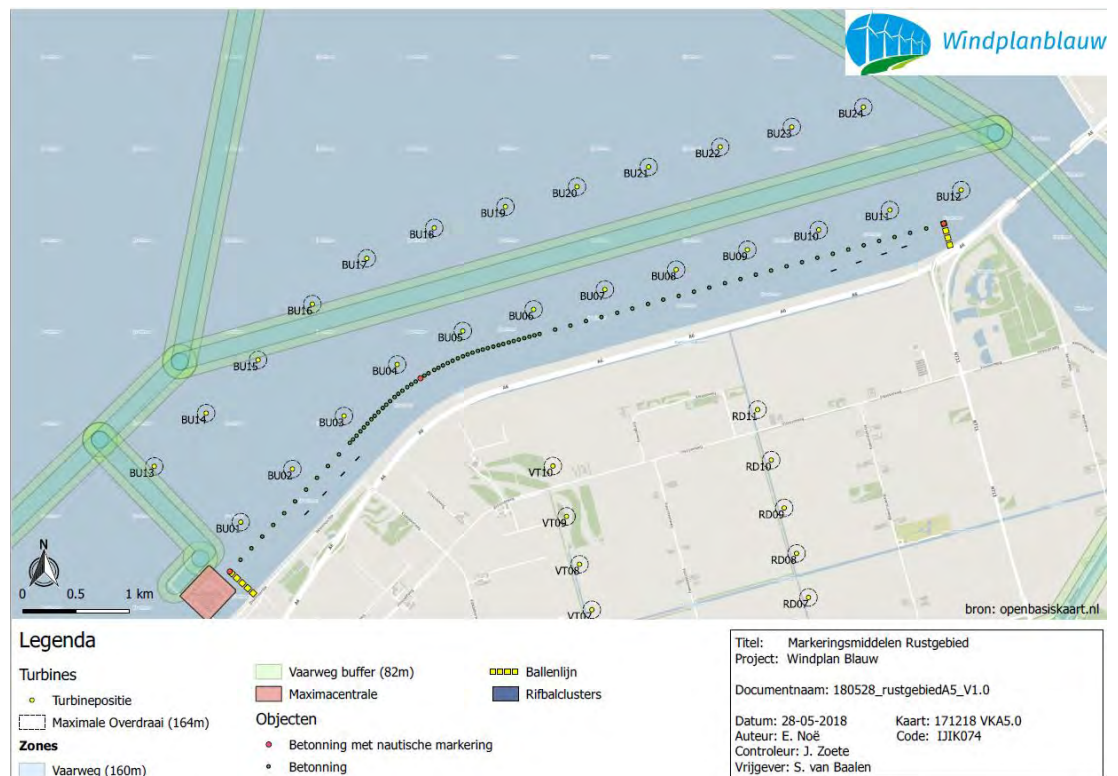 Windplanblauw
BU24
BU23
BU22
BU21
BU20
BU19
BU18
BU17
BU16
BU15
BU14
BU13
BU12
BU11
BU10
BU09
BU08
BU07
BU06
BU05
BU04
BU03
BU02
BU01
RD11
RD10
RD09
RD08
RD07
VT10
VT09
VT08
VT07
N
0 0.5 1 km
bron: openbasiskaart.nl
Legenda
Turbines
Turbinepositie
Maximale Overdraai (164m)
Zones
Vaarweg (160m)
Vaarweg buffer (82m)
Maximacentrale
Objecten
Betonning met nautische markering
Betonning
Ballenlijn
Rifbalclusters
Titel: Markeringsmiddelen Rustgebied
Project: Windplan Blauw
Documentnaam: 180528_rustgebiedA5_V1.0
Datum: 28-05-2018 Kaart: 171218 VKA5.0
Auteur: E. Noë Code: IJIK074
Controleur: J. Zoete
Vrijgever: S. van Baalen